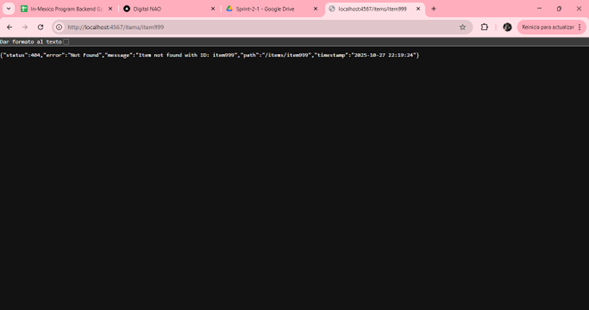 In-Mexico Program Backend D
Digital NAO
Sprint-2-1 - Google Drive
localhost:4567/items/item999
http://localhost:4567/items/item999
Reinicia para actualizar
Dar formato al texto
{"status":404,"error":"Not Found","message":"Item not found with ID: item999","path":"/items/item999","timestamp":"2025-10-27 22:19:24"}